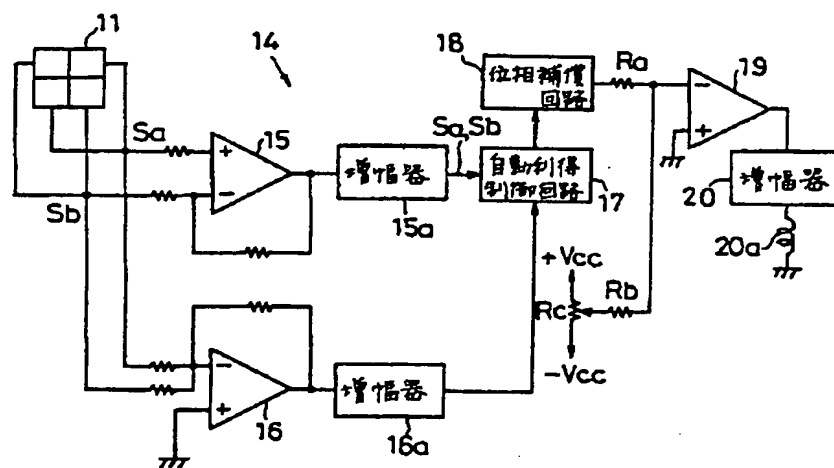 11
14
18
位相補償
回路
Ra
19
Sa
15
増幅器
15a
Sa,Sb
自動利得
制御回路
17
Sb
20
増幅器
20a
+Vcc
Rc
Rb
-Vcc
16
増幅器
16a